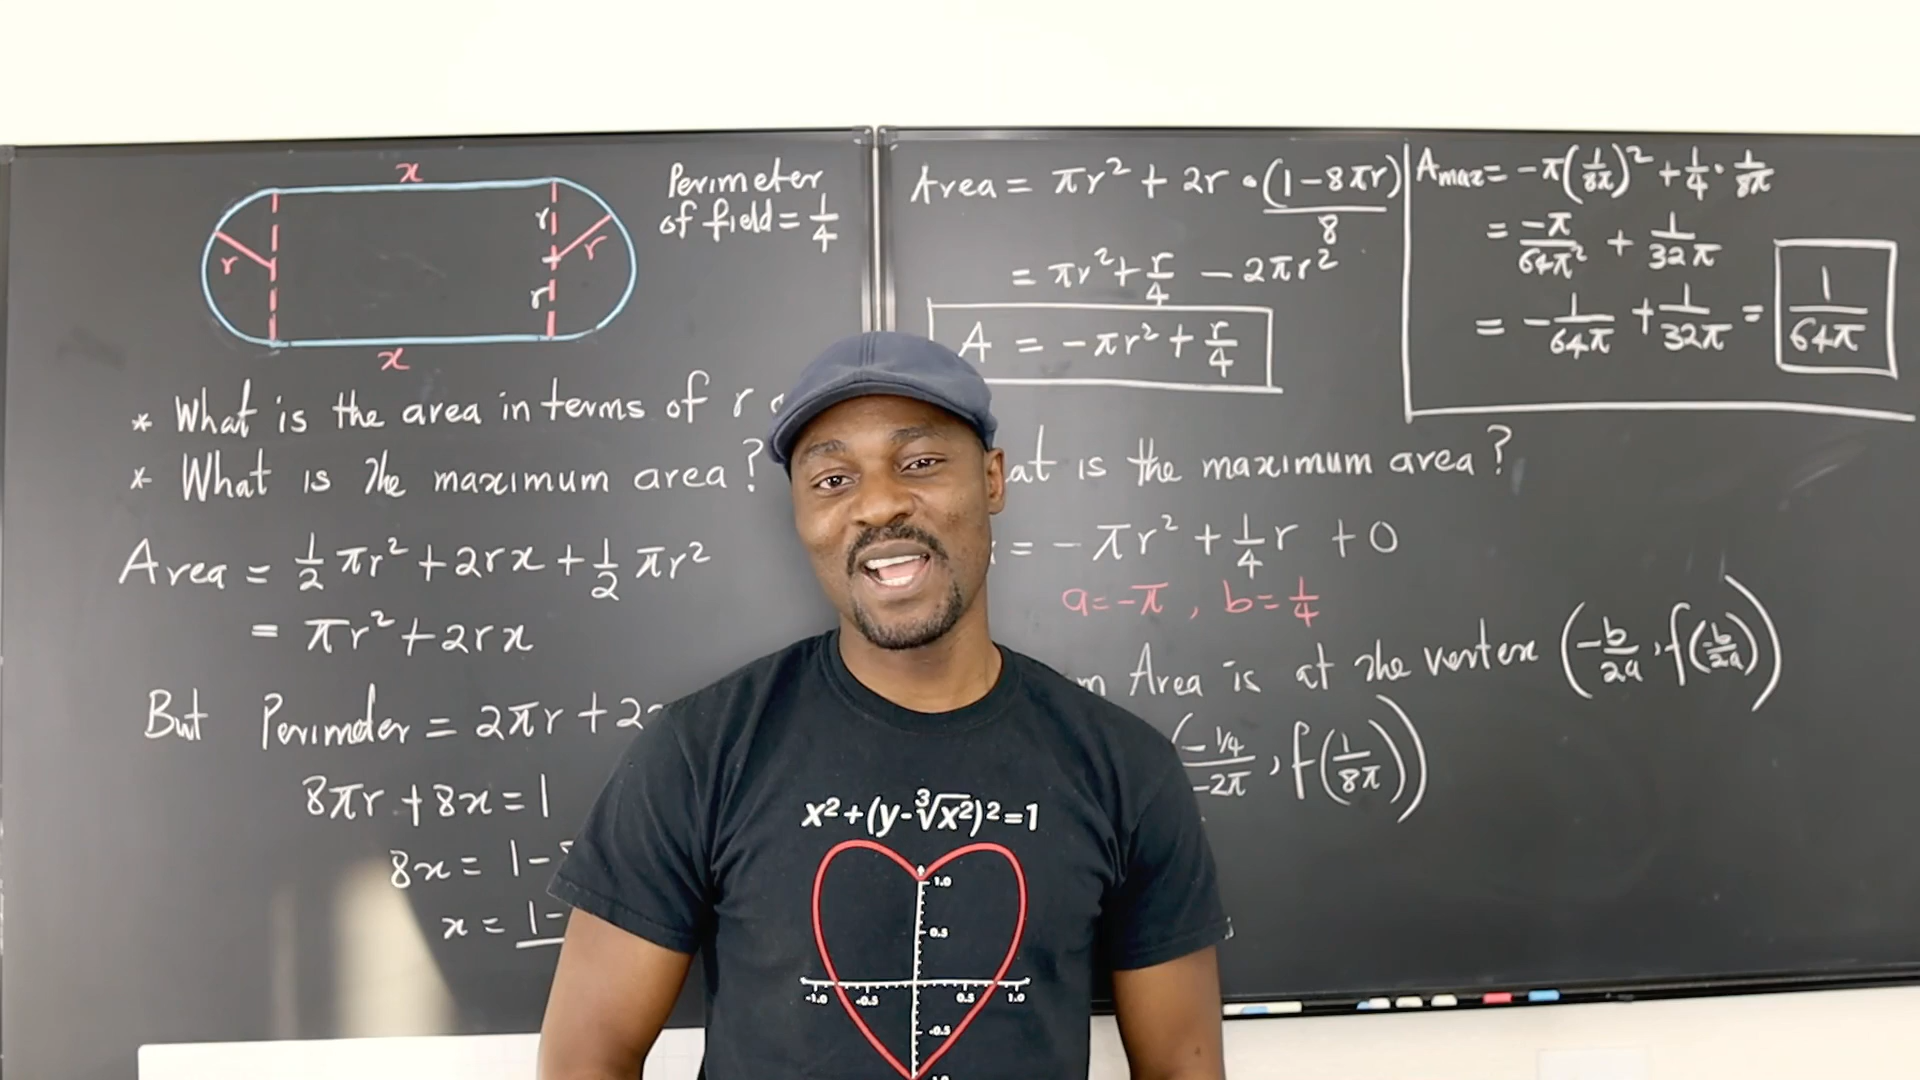 x
r
r
r
r
x
Perimeter
of field = 1/4
* What is the area in terms of r
* What is the maximum area?
Area = 1/2 πr² + 2rx + 1/2 πr²
= πr² + 2rx
But Perimeter = 2πr + 2
8πr + 8x = 1
8x = 1 -
x = 1 -
Area = πr² + 2r • (1 - 8πr)/8
= πr² + r/4 - 2πr²
A = -πr² + r/4
Amax = -π(1/8π)² + 1/4 · 1/8π
= -π/64π² + 1/32π
= -1/64π + 1/32π = 1/64π
at is the maximum area?
= -πr² + 1/4 r + 0
a = -π, b = 1/4
m Area is at the vertex (-b/2a, f(-b/2a))
(-1/4/-2π, f(1/8π))
x²+(y-∛x²)²=1
1.0
0.5
-1.0 -0.5 0.5 1.0
-0.5